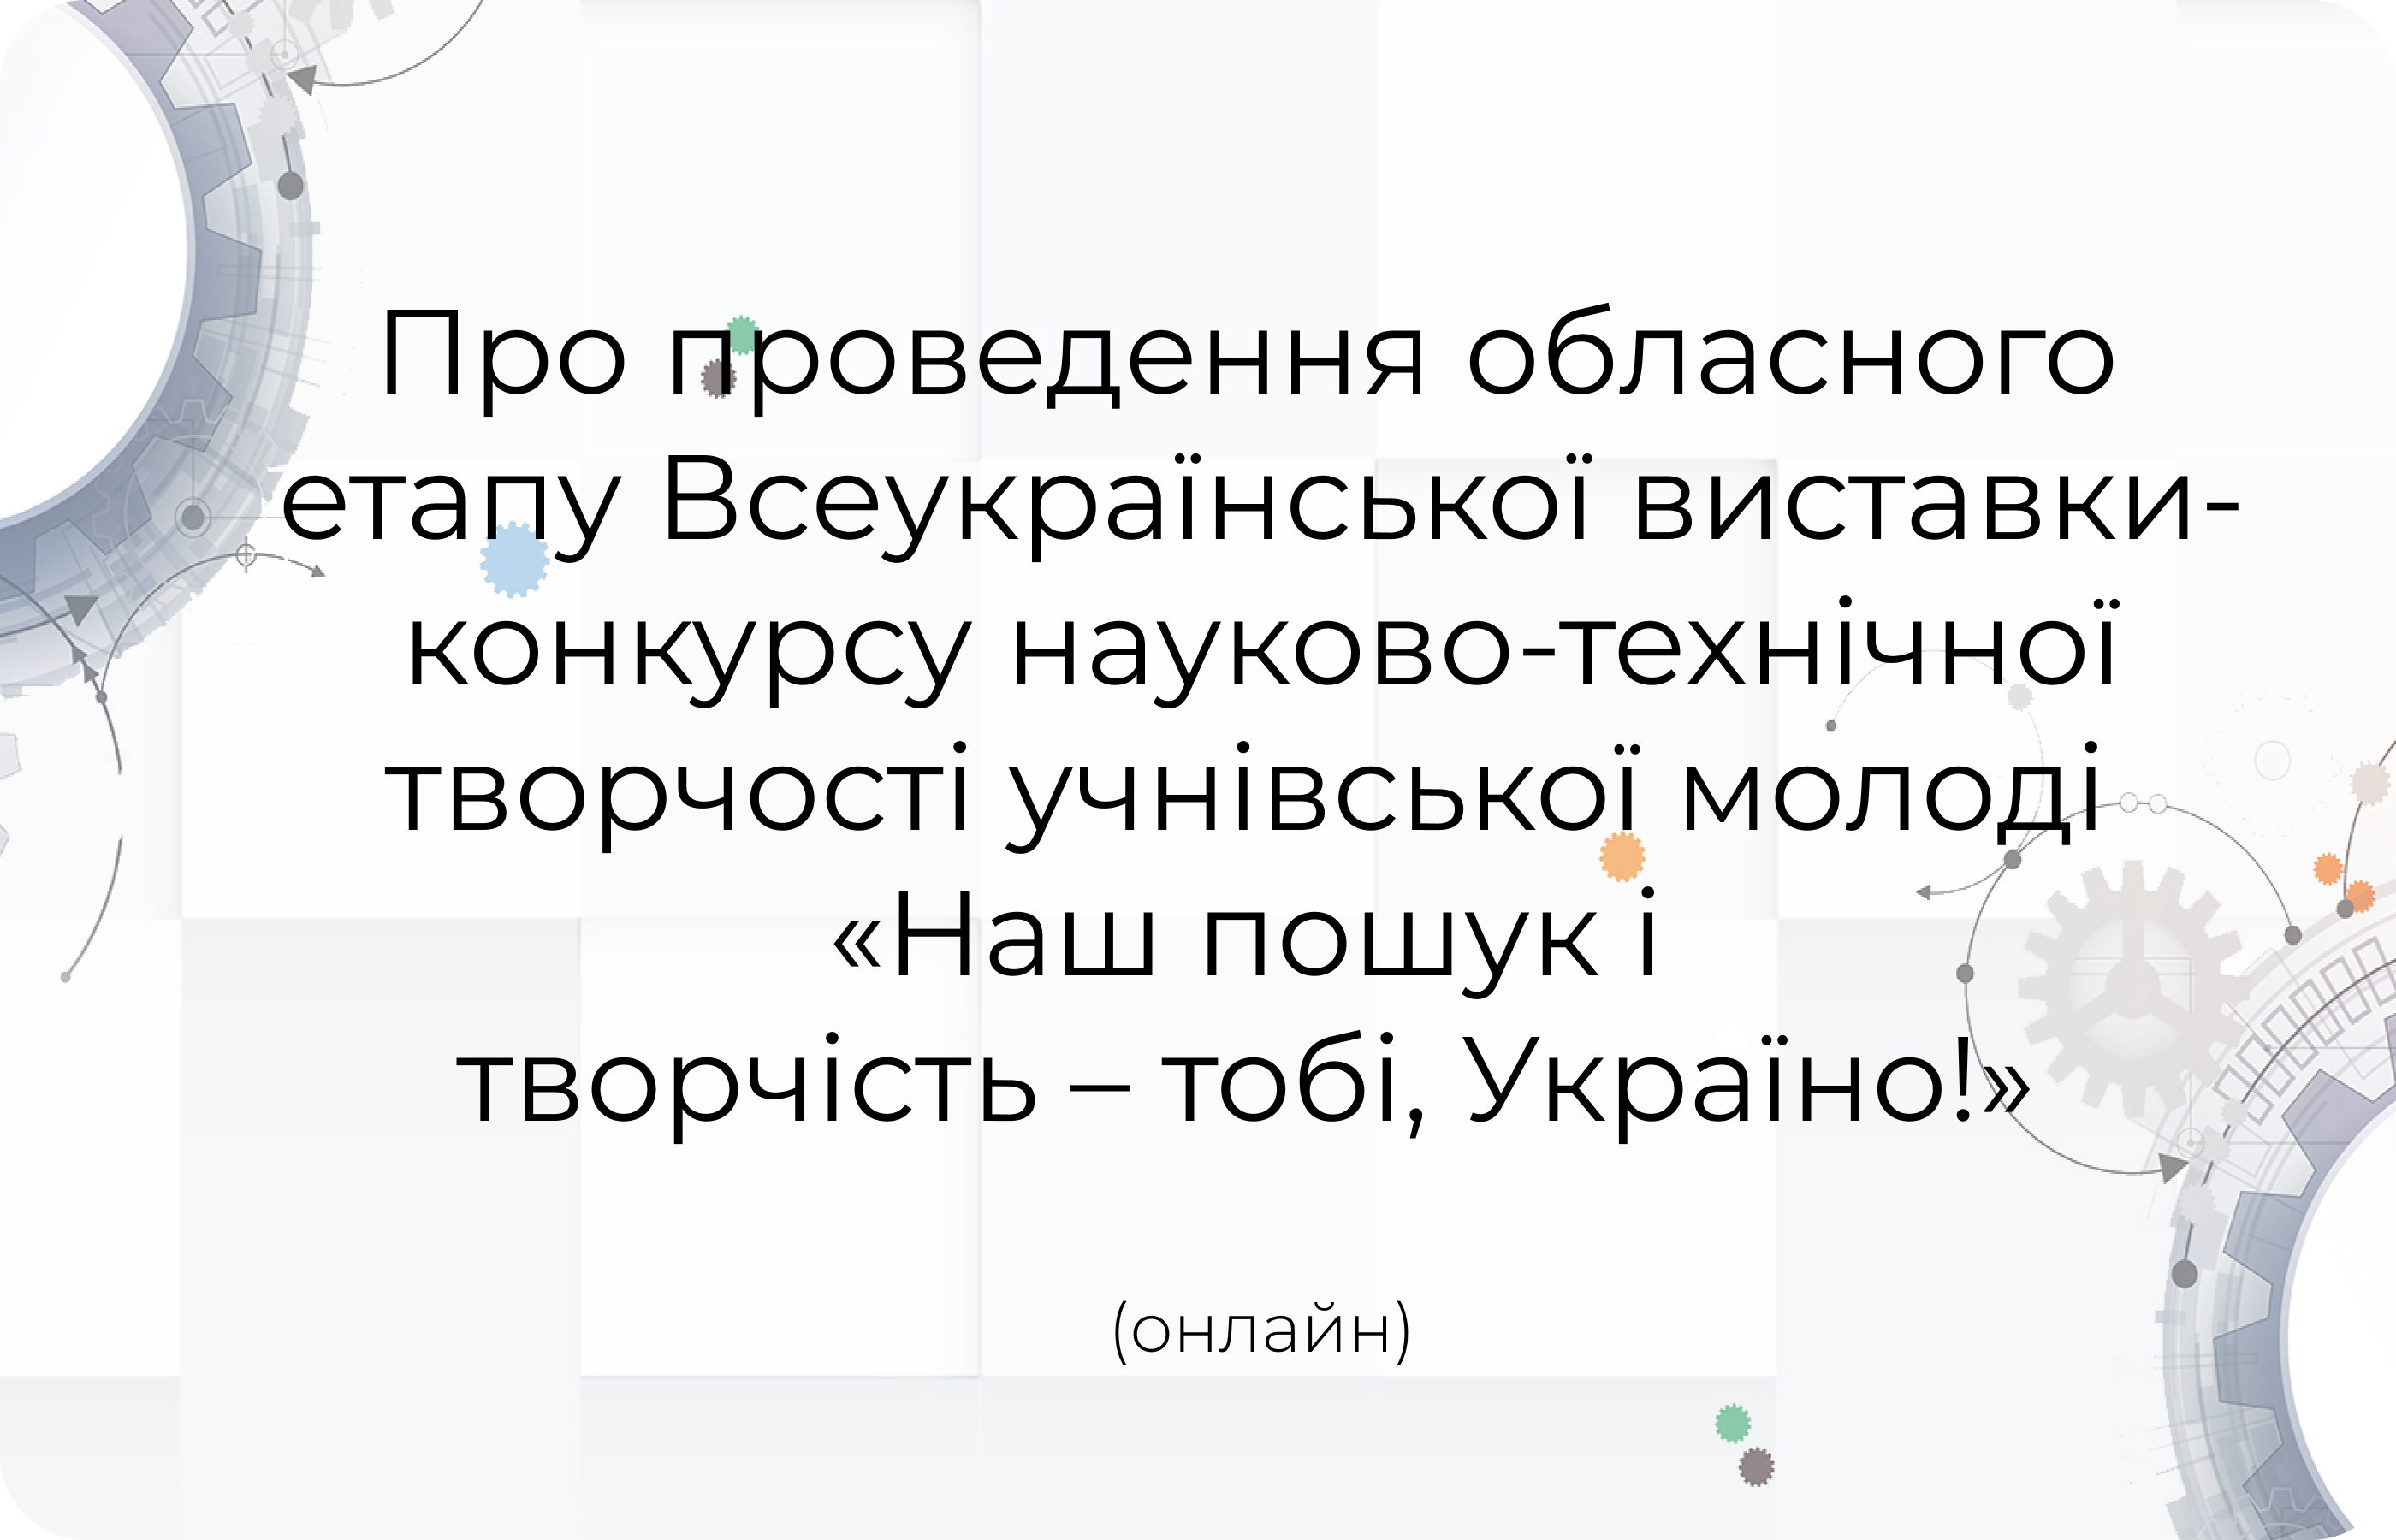 Про проведення обласного
етапу Всеукраїнської виставки-
конкурсу науково-технічної
творчості учнівської молоді
«Наш пошук і
творчість – тобі, Україно!»
(онлайн)